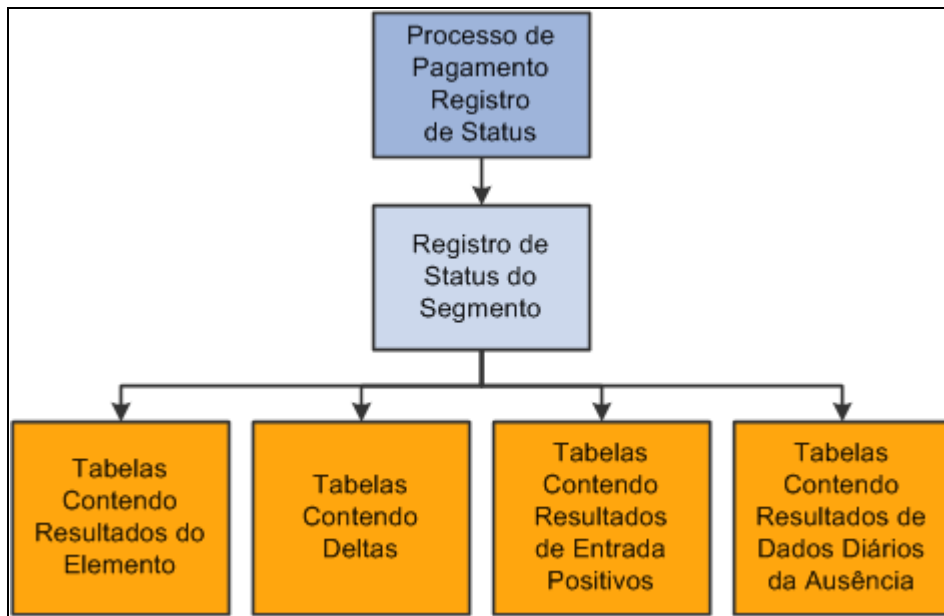 Processo de
Pagamento
Registro
de Status
Registro de
Status do
Segmento
Tabelas
Contendo
Resultados do
Elemento
Tabelas
Contendo
Deltas
Tabelas
Contendo
Resultados
de Entrada
Positivos
Tabelas
Contendo
Resultados de
Dados Diários
da Ausência